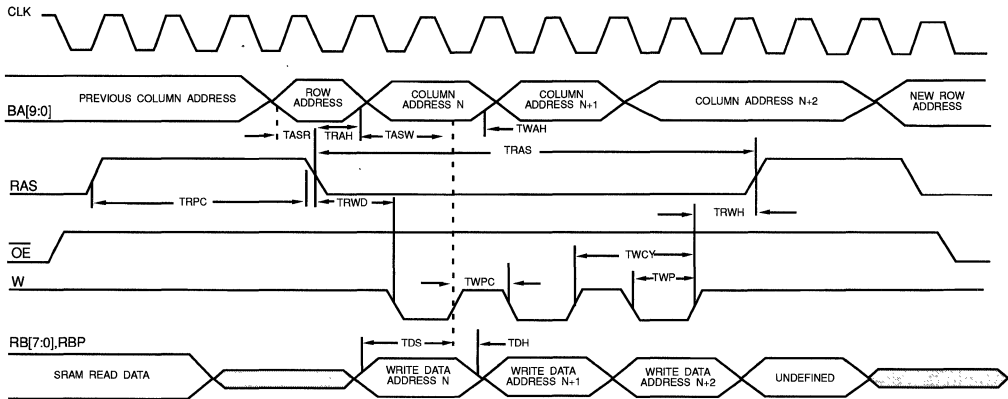 CLK
BA[9:0]
PREVIOUS COLUMN ADDRESS
ROW
ADDRESS
COLUMN
ADDRESS N
COLUMN
ADDRESS N+1
COLUMN ADDRESS N+2
NEW ROW
ADDRESS
TASR
TRAH
TASW
TWAH
TRAS
RAS
TRPC
TRWD
TRWH
OE
TWCY
W
TWPC
TWP
RB[7:0],RBP
TDS
TDH
SRAM READ DATA
WRITE DATA
ADDRESS N
WRITE DATA
ADDRESS N+1
WRITE DATA
ADDRESS N+2
UNDEFINED